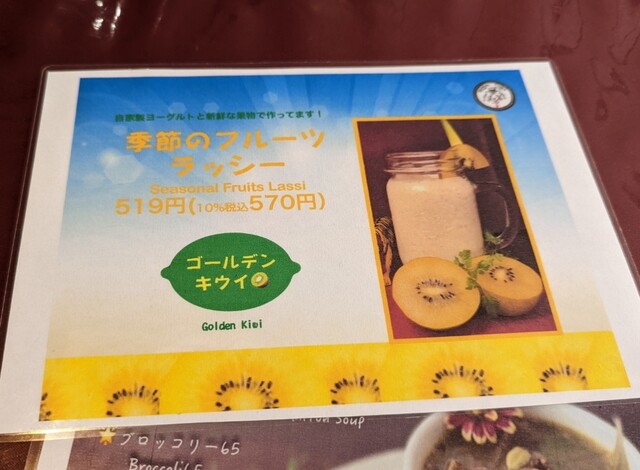 自家製ヨーグルトと朝鮮な果物で作ってます！
季節のフルーツ
ラッシー
Seasonal Fruits Lassi
519円(10%税込570円)
ゴールデン
キウイ
Golden Kiwi
Soup
ブロッコリー65
Broccoli65